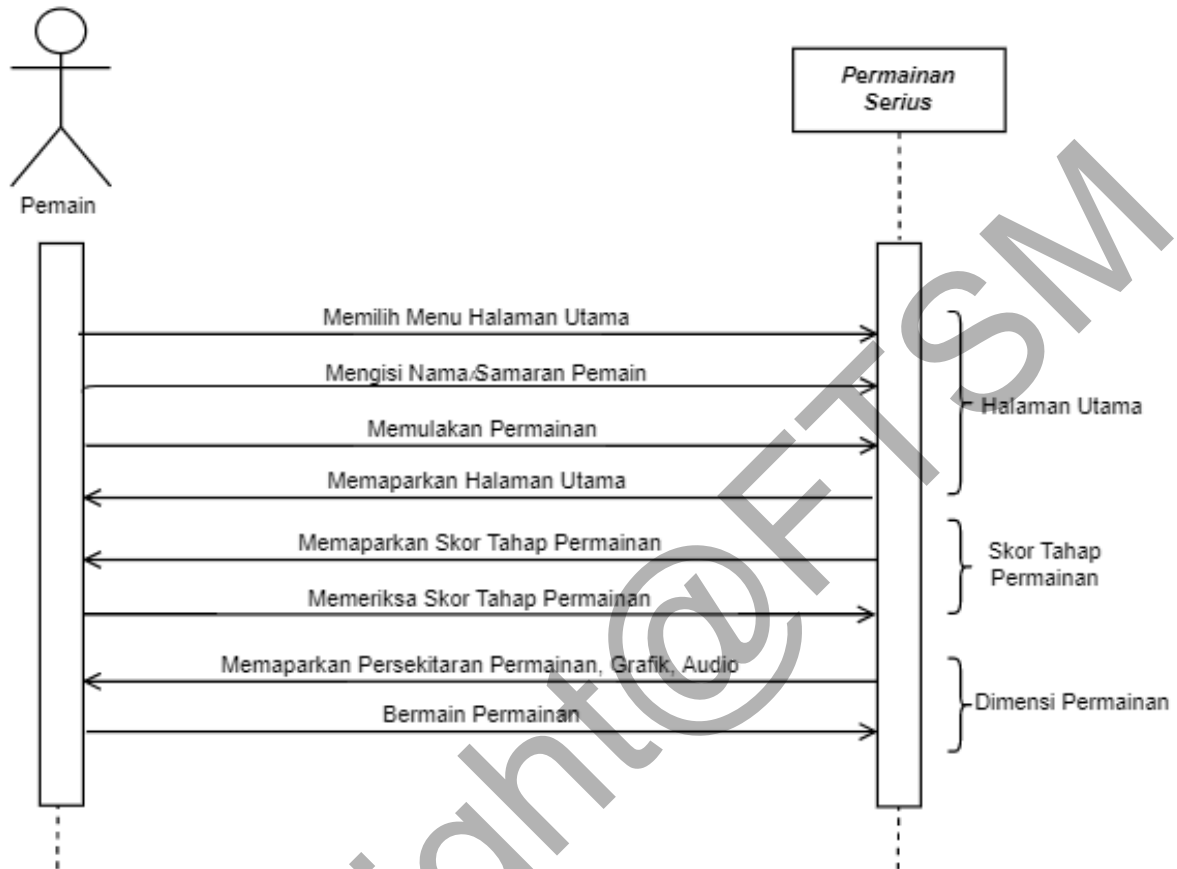 Permainan
Serius
Pemain
Memilih Menu Halaman Utama
Mengisi Nama/Samaran Pemain
Memulakan Permainan
Memaparkan Halaman Utama
Halaman Utama
Memaparkan Skor Tahap Permainan
Memeriksa Skor Tahap Permainan
Skor Tahap
Permainan
Memaparkan Persekitaran Permainan, Grafik, Audio
Bermain Permainan
Dimensi Permainan
ight@FTSM